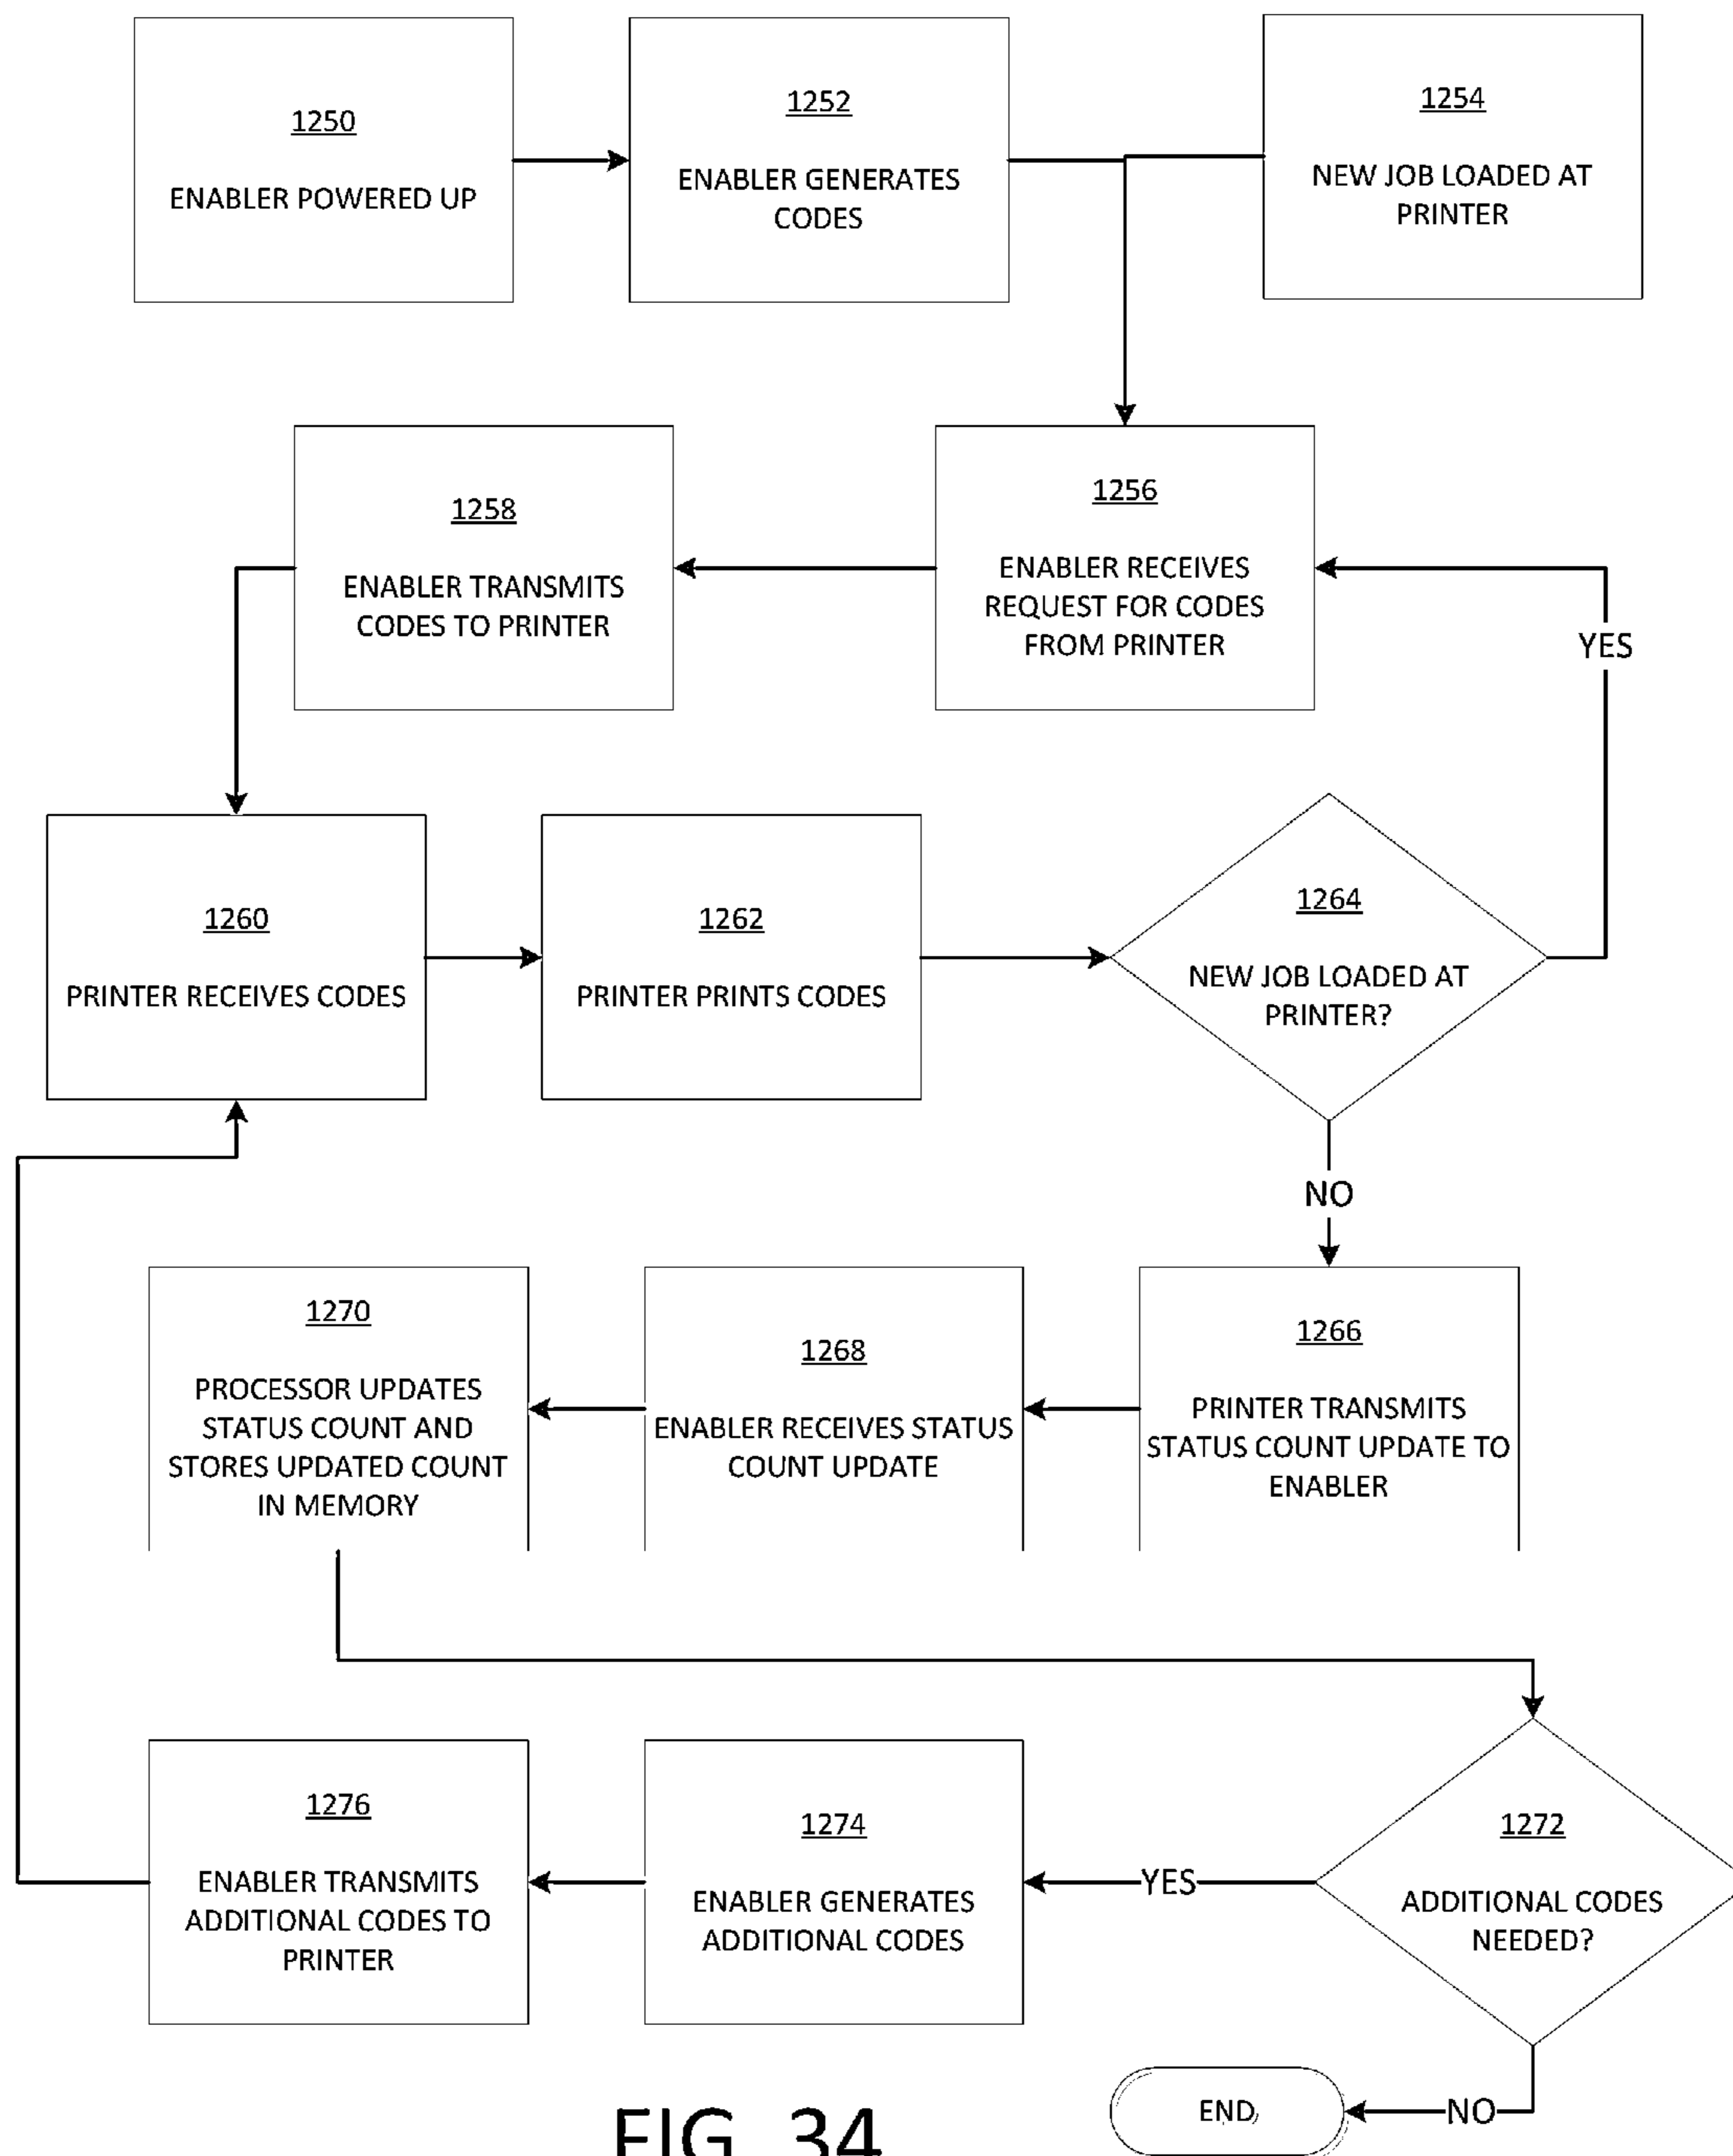 1250
ENABLER POWERED UP
1252
ENABLER GENERATES
CODES
1254
NEW JOB LOADED AT
PRINTER
1258
ENABLER TRANSMITS
CODES TO PRINTER
1256
ENABLER RECEIVES
REQUEST FOR CODES
FROM PRINTER
YES
1260
PRINTER RECEIVES CODES
1262
PRINTER PRINTS CODES
1264
NEW JOB LOADED AT
PRINTER?
NO
1270
PROCESSOR UPDATES
STATUS COUNT AND
STORES UPDATED COUNT
IN MEMORY
1268
ENABLER RECEIVES STATUS
COUNT UPDATE
1266
PRINTER TRANSMITS
STATUS COUNT UPDATE TO
ENABLER
1276
ENABLER TRANSMITS
ADDITIONAL CODES TO
PRINTER
1274
ENABLER GENERATES
ADDITIONAL CODES
YES
1272
ADDITIONAL CODES
NEEDED?
END
NO
FIG. 34